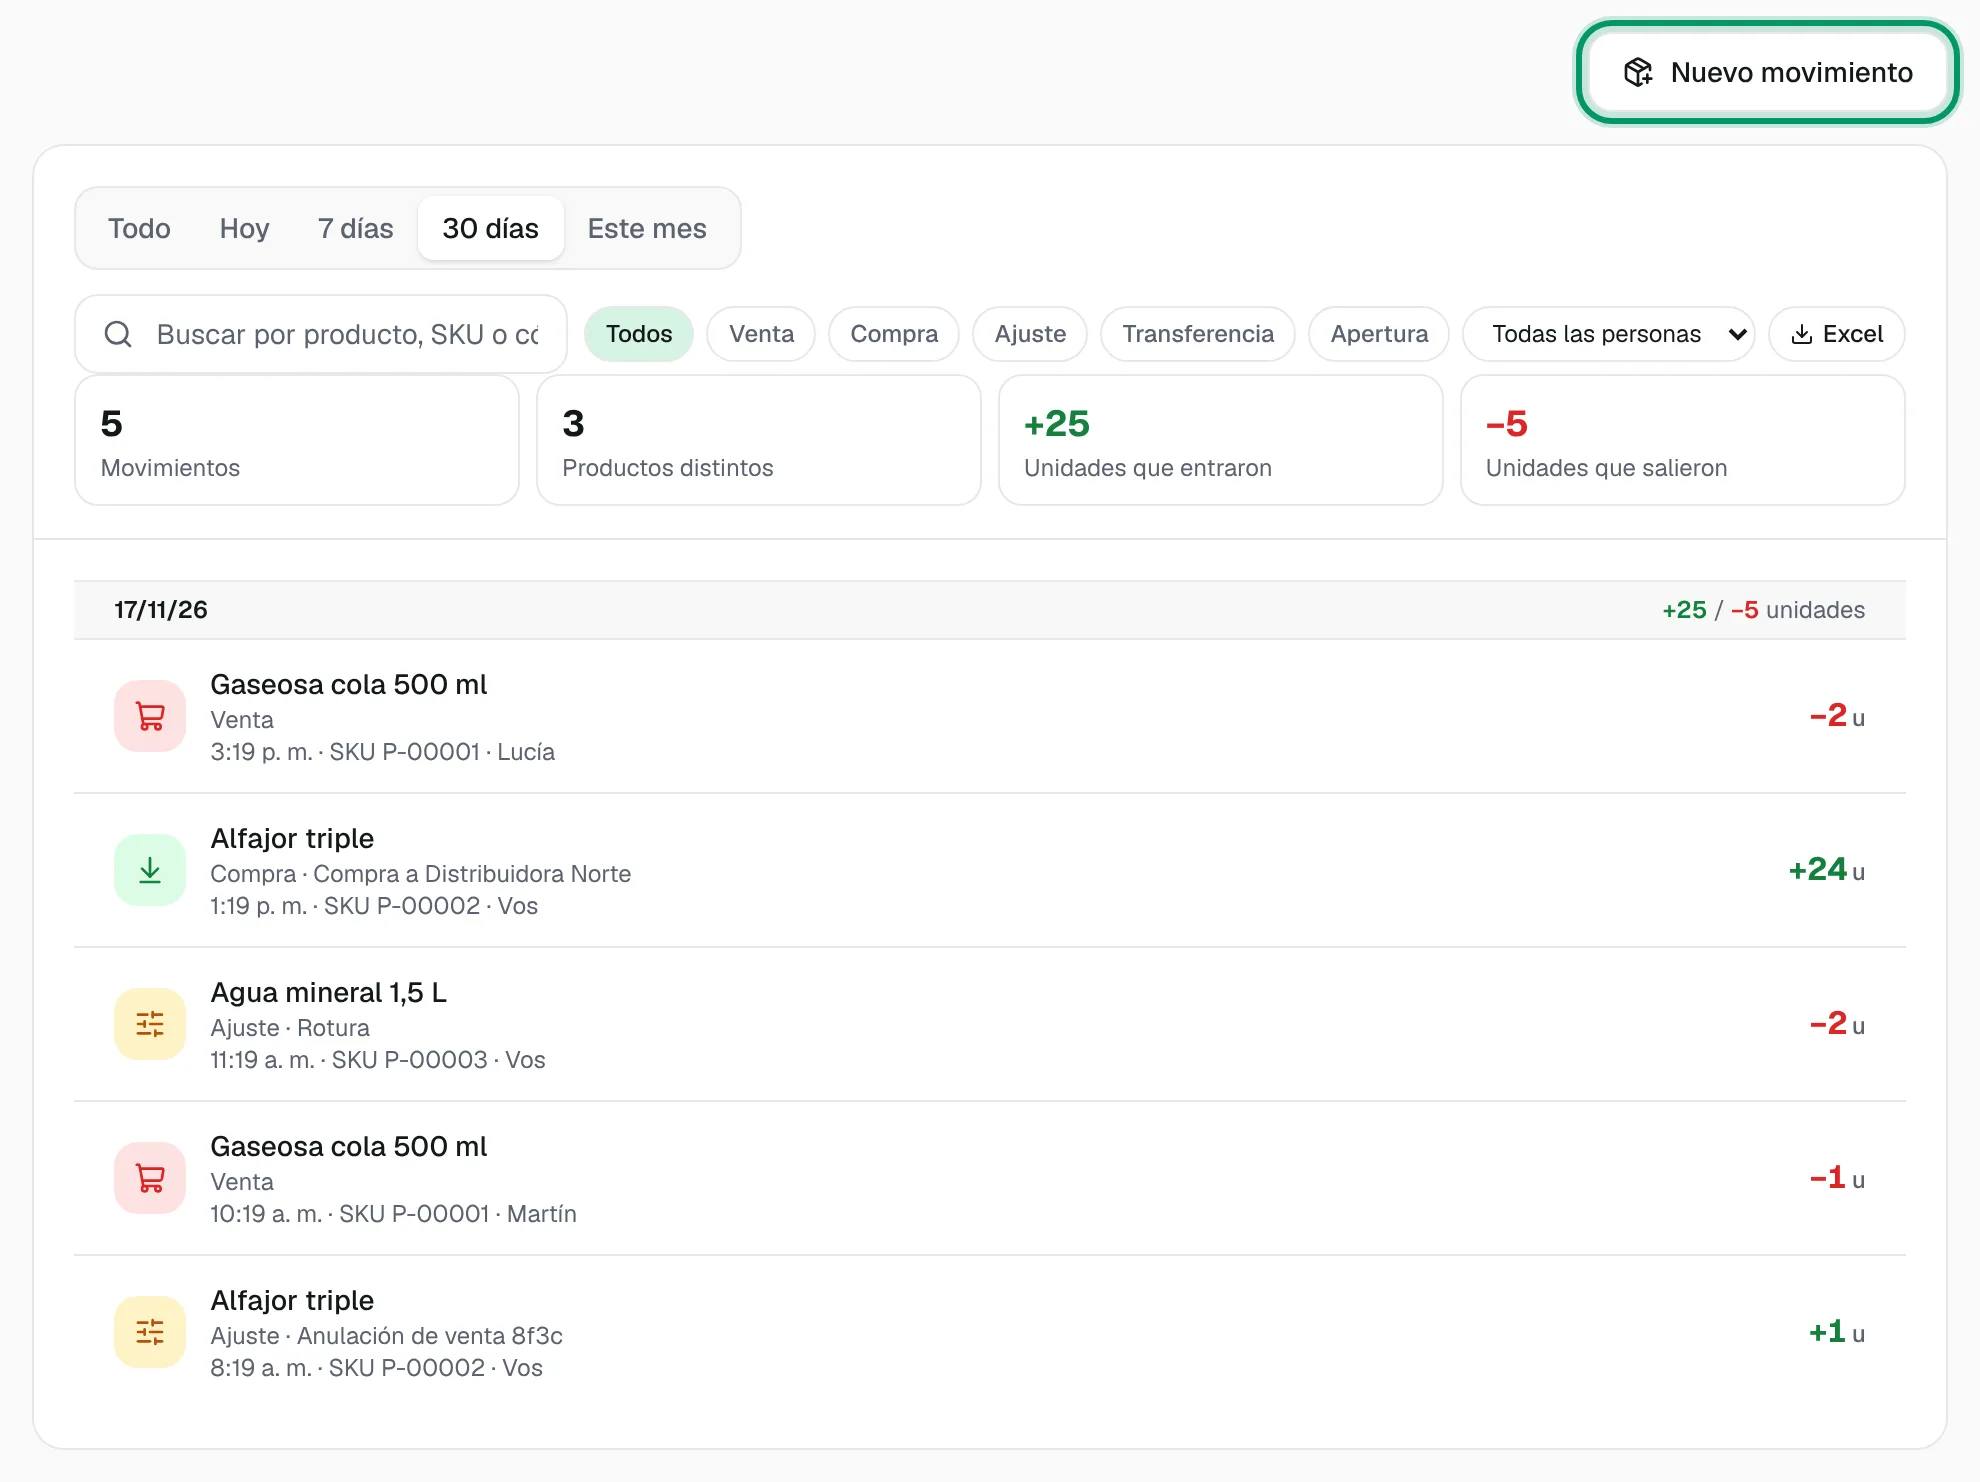 Nuevo movimiento
Todo Hoy 7 días 30 días Este mes
Buscar por producto, SKU o có Todos Venta Compra Ajuste Transferencia Apertura Todas las personas Excel
5 3 +25 −5
Movimientos Productos distintos Unidades que entraron Unidades que salieron
17/11/26 +25 / −5 unidades
Gaseosa cola 500 ml
Venta
3:19 p. m. · SKU P-00001 · Lucía
−2 u
Alfajor triple
Compra · Compra a Distribuidora Norte
1:19 p. m. · SKU P-00002 · Vos
+24 u
Agua mineral 1,5 L
Ajuste · Rotura
11:19 a. m. · SKU P-00003 · Vos
−2 u
Gaseosa cola 500 ml
Venta
10:19 a. m. · SKU P-00001 · Martín
−1 u
Alfajor triple
Ajuste · Anulación de venta 8f3c
8:19 a. m. · SKU P-00002 · Vos
+1 u